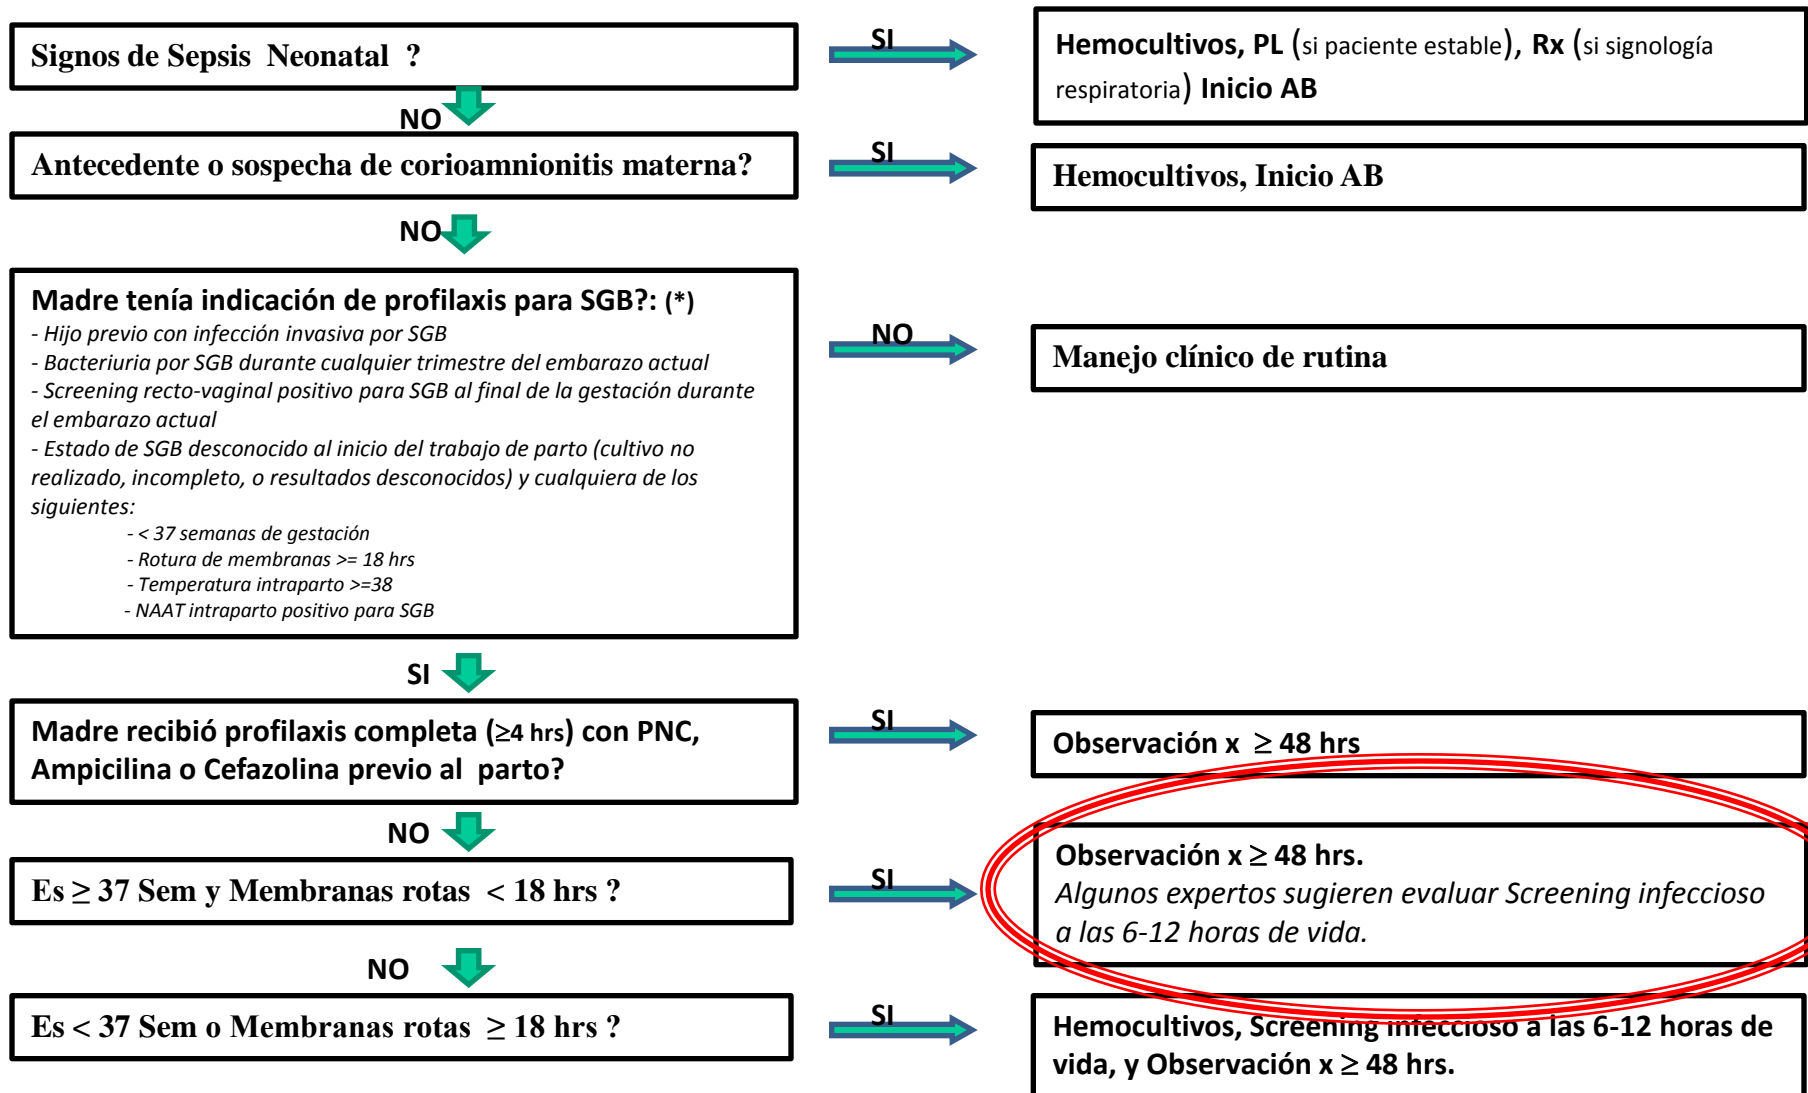 Signos de Sepsis Neonatal ?
SI
Hemocultivos, PL (si paciente estable), Rx (si signología
respiratoria) Inicio AB
NO
Antecedente o sospecha de corioamnionitis materna?
SI
Hemocultivos, Inicio AB
NO
Madre tenía indicación de profilaxis para SGB?: (*)
- Hijo previo con infección invasiva por SGB
- Bacteriuria por SGB durante cualquier trimestre del embarazo actual
- Screening recto-vaginal positivo para SGB al final de la gestación durante
el embarazo actual
- Estado de SGB desconocido al inicio del trabajo de parto (cultivo no
realizado, incompleto, o resultados desconocidos) y cualquiera de los
siguientes:
- < 37 semanas de gestación
- Rotura de membranas >= 18 hrs
- Temperatura intraparto >=38
- NAAT intraparto positivo para SGB
NO
Manejo clínico de rutina
SI
Madre recibió profilaxis completa (≥4 hrs) con PNC,
Ampicilina o Cefazolina previo al parto?
SI
Observación x ≥ 48 hrs
NO
Es ≥ 37 Sem y Membranas rotas < 18 hrs ?
SI
Observación x ≥ 48 hrs.
Algunos expertos sugieren evaluar Screening infeccioso
a las 6-12 horas de vida.
NO
Es < 37 Sem o Membranas rotas ≥ 18 hrs ?
SI
Hemocultivos, Screening infeccioso a las 6-12 horas de
vida, y Observación x ≥ 48 hrs.